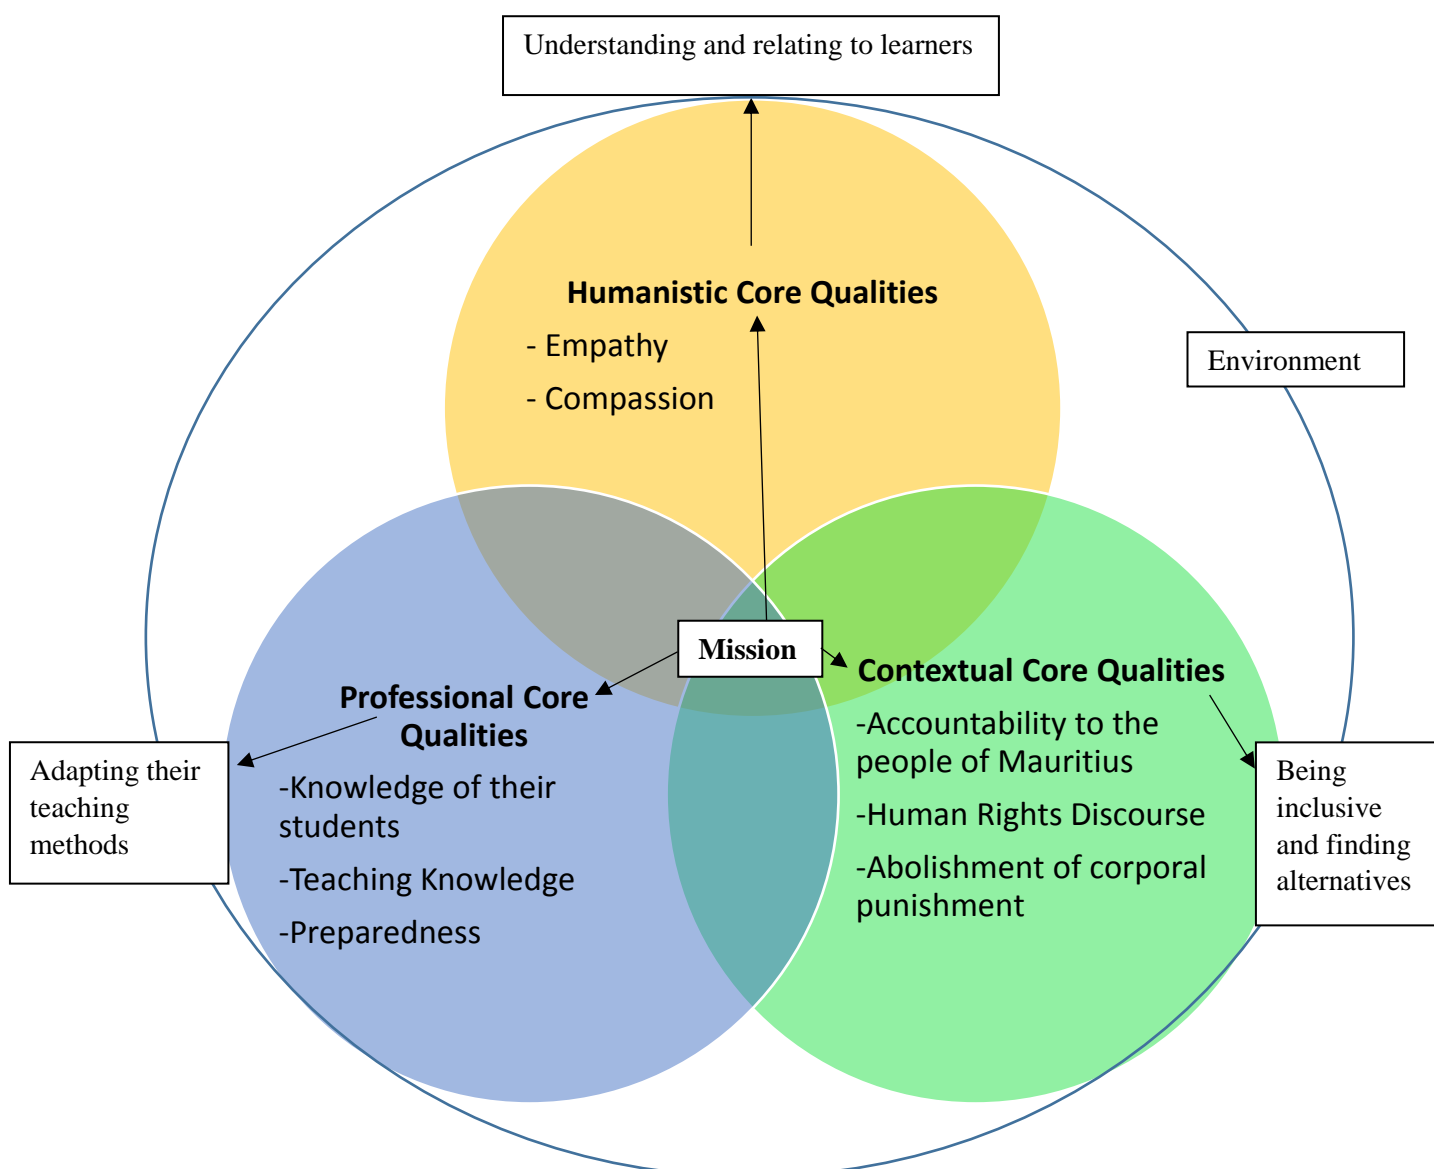 Understanding and relating to learners
Humanistic Core Qualities
- Empathy
- Compassion
Environment
Mission
Professional Core
Qualities
-Knowledge of their
students
-Teaching Knowledge
-Preparedness
Contextual Core Qualities
-Accountability to the
people of Mauritius
-Human Rights Discourse
-Abolishment of corporal
punishment
Adapting their
teaching
methods
Being
inclusive
and finding
alternatives